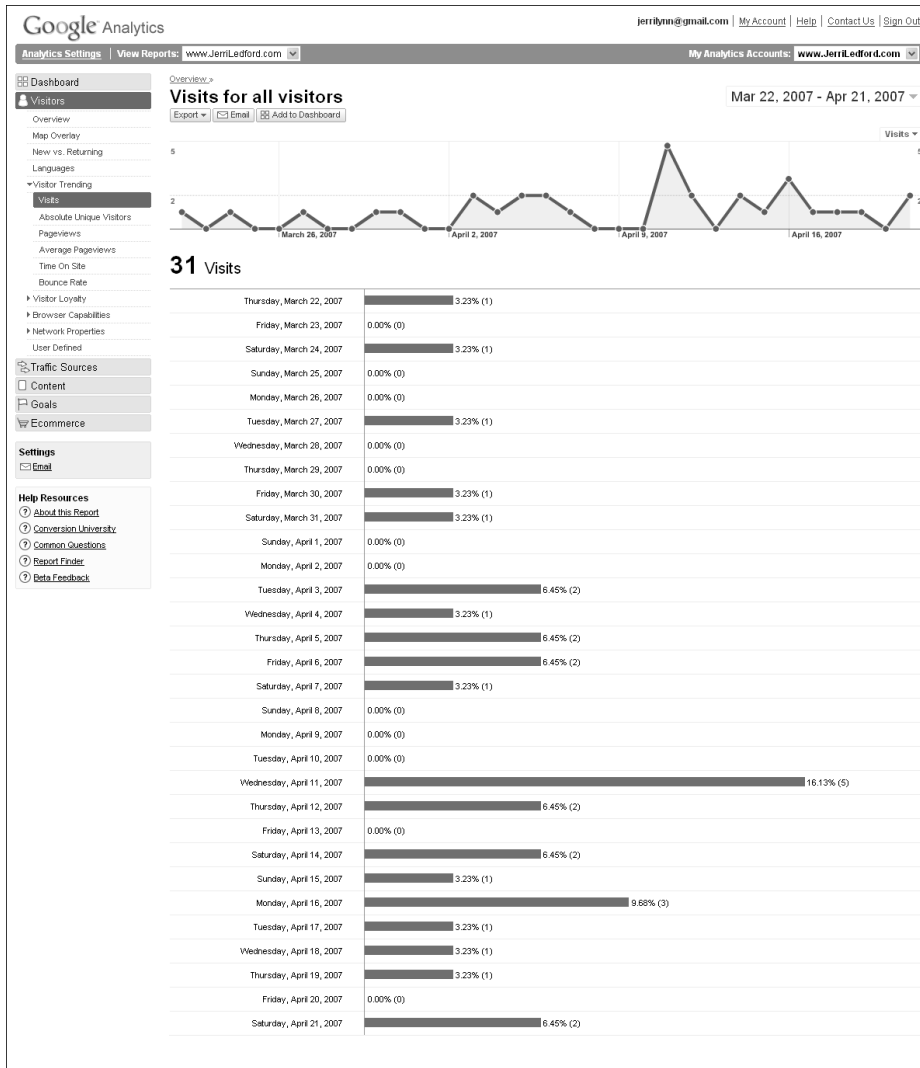 Google Analytics
jerrilynn@gmail.com | My Account | Help | Contact Us | Sign Out
Analytics Settings | View Reports: www.JerriLedford.com
My Analytics Accounts: www.JerriLedford.com
Dashboard
Visitors
Overview
Map Overlay
New vs. Returning
Languages
Visitor Trending
Visits
Absolute Unique Visitors
Pageviews
Average Pageviews
Time On Site
Bounce Rate
Visitor Loyalty
Browser Capabilities
Network Properties
User Defined
Traffic Sources
Content
Goals
Ecommerce
Settings
Email
Help Resources
? About this Report
? Conversion University
? Common Questions
? Report Finder
? Beta Feedback
Overview »
Visits for all visitors
Mar 22, 2007 - Apr 21, 2007
Export Email Add to Dashboard
Visits
5 5
2 2
March 26, 2007 April 2, 2007 April 9, 2007 April 16, 2007
31 Visits
Thursday, March 22, 2007 3.23% (1)
Friday, March 23, 2007 0.00% (0)
Saturday, March 24, 2007 3.23% (1)
Sunday, March 25, 2007 0.00% (0)
Monday, March 26, 2007 0.00% (0)
Tuesday, March 27, 2007 3.23% (1)
Wednesday, March 28, 2007 0.00% (0)
Thursday, March 29, 2007 0.00% (0)
Friday, March 30, 2007 3.23% (1)
Saturday, March 31, 2007 3.23% (1)
Sunday, April 1, 2007 0.00% (0)
Monday, April 2, 2007 0.00% (0)
Tuesday, April 3, 2007 6.45% (2)
Wednesday, April 4, 2007 3.23% (1)
Thursday, April 5, 2007 6.45% (2)
Friday, April 6, 2007 6.45% (2)
Saturday, April 7, 2007 3.23% (1)
Sunday, April 8, 2007 0.00% (0)
Monday, April 9, 2007 0.00% (0)
Tuesday, April 10, 2007 0.00% (0)
Wednesday, April 11, 2007 16.13% (5)
Thursday, April 12, 2007 6.45% (2)
Friday, April 13, 2007 0.00% (0)
Saturday, April 14, 2007 6.45% (2)
Sunday, April 15, 2007 3.23% (1)
Monday, April 16, 2007 9.68% (3)
Tuesday, April 17, 2007 3.23% (1)
Wednesday, April 18, 2007 3.23% (1)
Thursday, April 19, 2007 3.23% (1)
Friday, April 20, 2007 0.00% (0)
Saturday, April 21, 2007 6.45% (2)